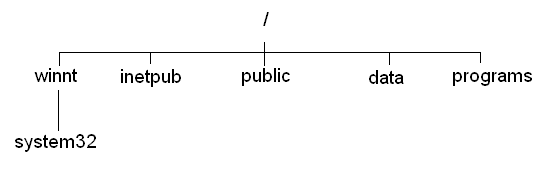 /
winnt inetpub public data programs
system32